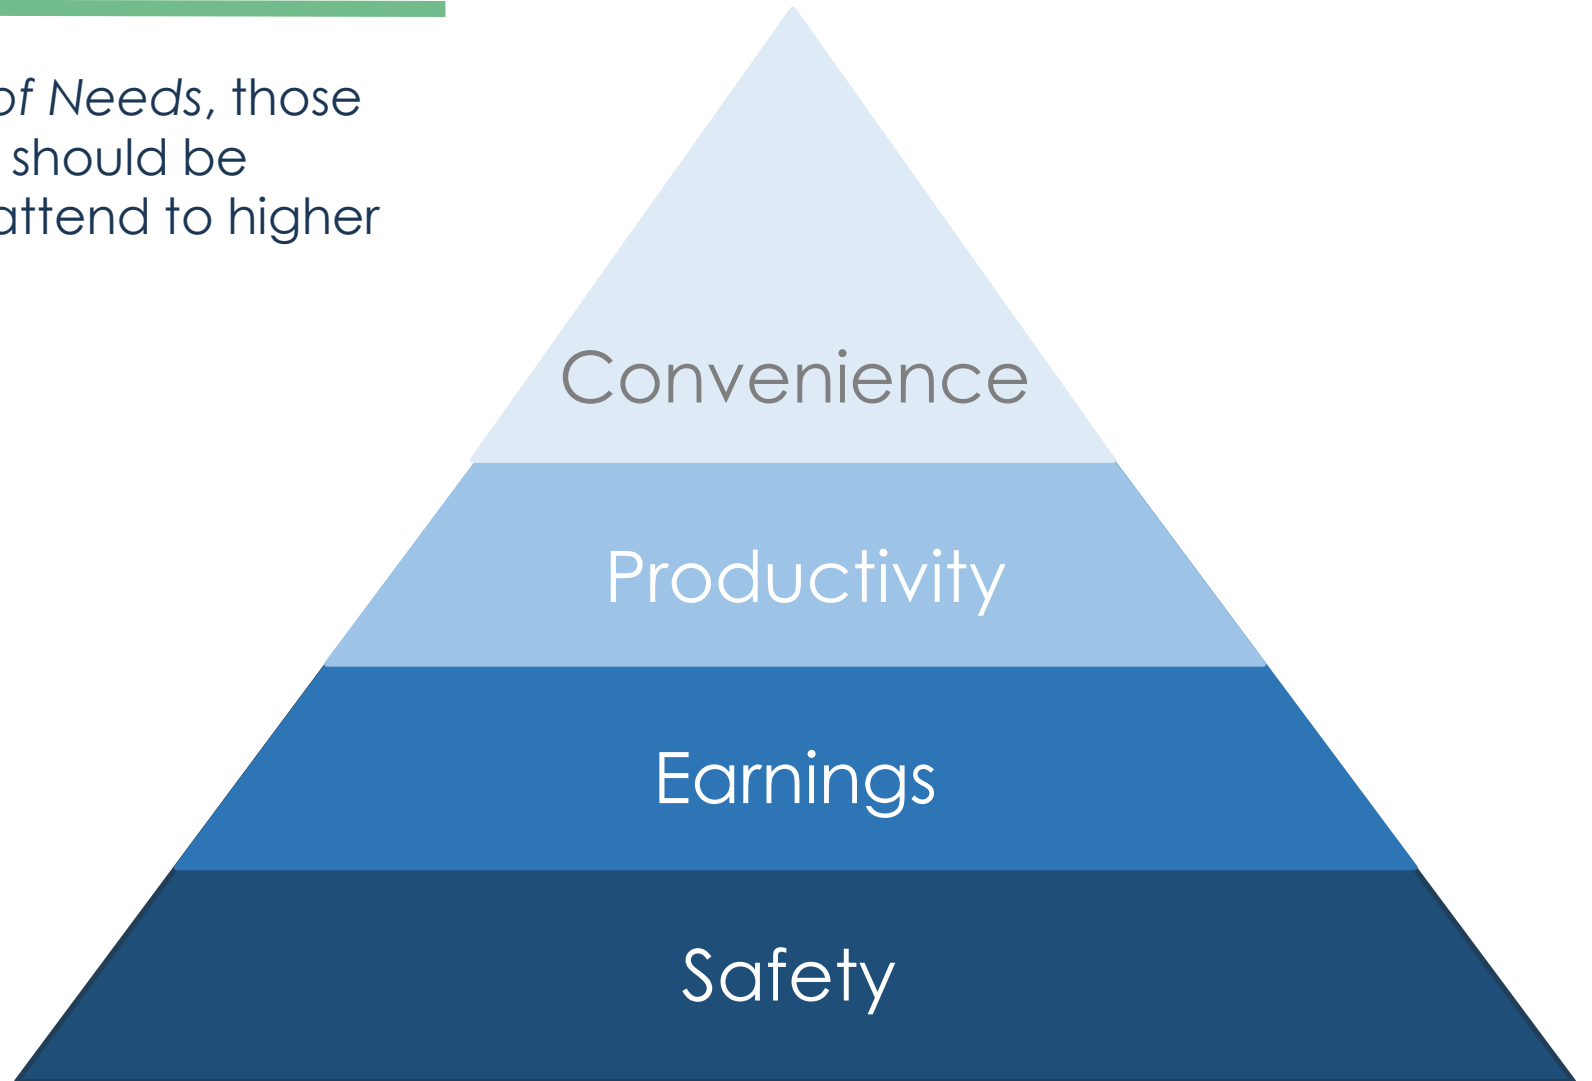 of Needs, those
should be
attend to higher
Convenience
Productivity
Earnings
Safety